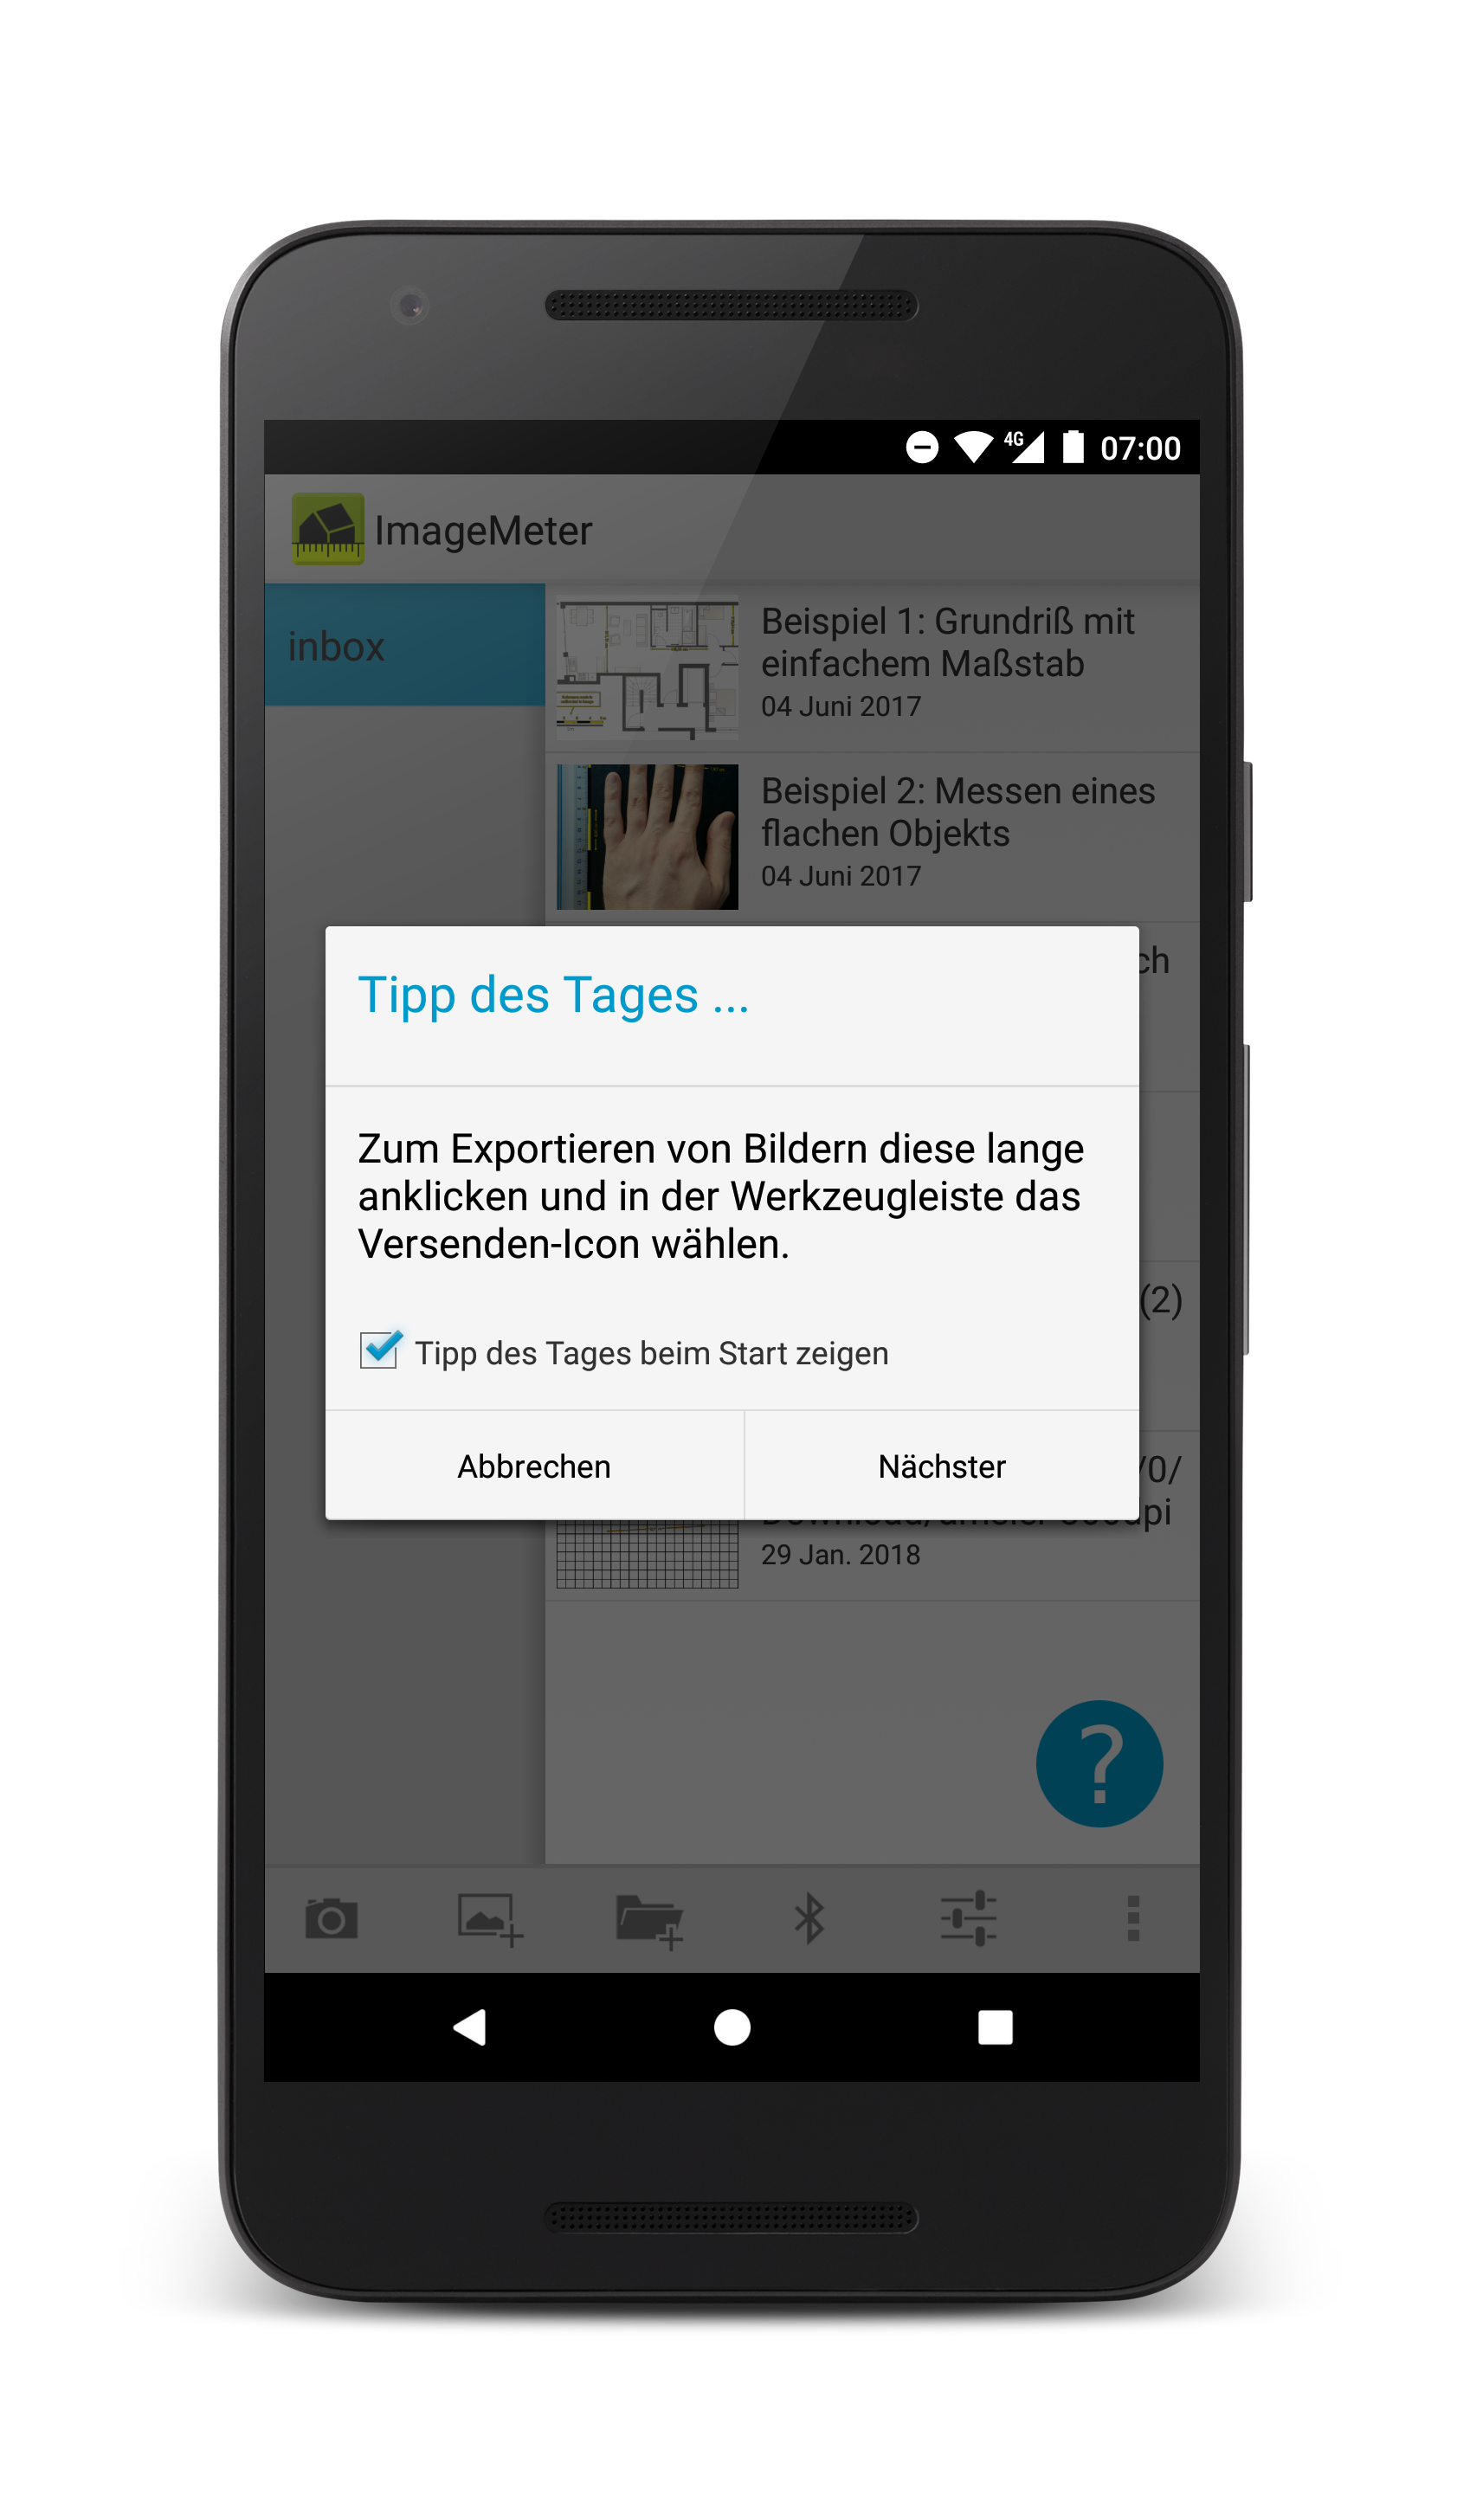 4G 07:00
ImageMeter
inbox
Beispiel 1: Grundriß mit
einfachem Maßstab
04 Juni 2017
Beispiel 2: Messen eines
flachen Objekts
04 Juni 2017
Tipp des Tages ...
Zum Exportieren von Bildern diese lange
anklicken und in der Werkzeugleiste das
Versenden-Icon wählen.
Tipp des Tages beim Start zeigen
Abbrechen
Nächster
(2)
/0/
29 Jan. 2018
?